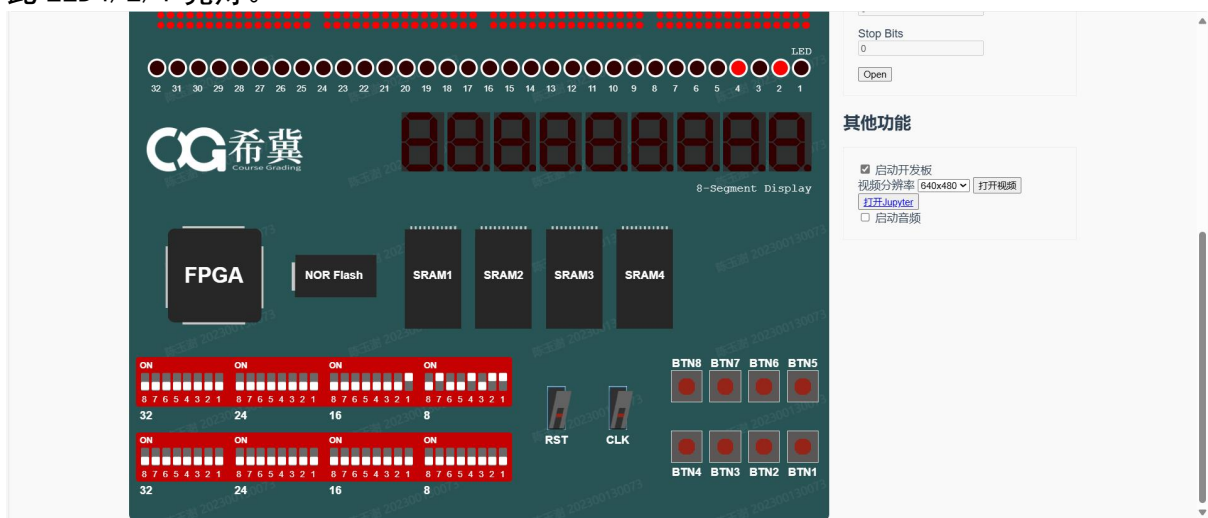 LED
32 31 30 29 28 27 26 25 24 23 22 21 20 19 18 17 16 15 14 13 12 11 10 9 8 7 6 5 4 3 2 1
CG希冀
Course Grading
8-Segment Display
FPGA
NOR Flash
SRAM1 SRAM2 SRAM3 SRAM4
BTN8 BTN7 BTN6 BTN5
ON ON ON ON
8 7 6 5 4 3 2 1 8 7 6 5 4 3 2 1 8 7 6 5 4 3 2 1 8 7 6 5 4 3 2 1
32 24 16 8
RST CLK
ON ON ON ON
8 7 6 5 4 3 2 1 8 7 6 5 4 3 2 1 8 7 6 5 4 3 2 1 8 7 6 5 4 3 2 1
BTN4 BTN3 BTN2 BTN1
32 24 16 8
Stop Bits
0
Open
其他功能
启动开发板
视频分辨率 640x480 打开视频
打开Jupyter
启动音频